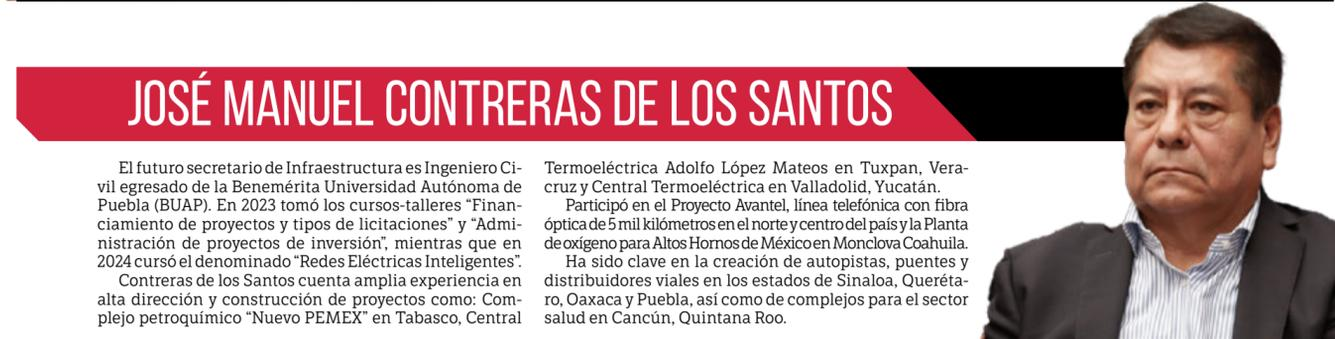 JOSÉ MANUEL CONTRERAS DE LOS SANTOS
El futuro secretario de Infraestructura es Ingeniero Ci-
vil egresado de la Benemérita Universidad Autónoma de
Puebla (BUAP). En 2023 tomó los cursos-talleres “Finan-
ciamiento de proyectos y tipos de licitaciones” y “Admi-
nistración de proyectos de inversión”, mientras que en
2024 cursó el denominado “Redes Eléctricas Inteligentes”.
Contreras de los Santos cuenta amplia experiencia en
alta dirección y construcción de proyectos como: Com-
plejo petroquímico “Nuevo PEMEX” en Tabasco, Central
Termoeléctrica Adolfo López Mateos en Tuxpan, Vera-
cruz y Central Termoeléctrica en Valladolid, Yucatán.
Participó en el Proyecto Avantel, línea telefónica con fibra
óptica de 5 mil kilómetros en el norte y centro del país y la Planta
de oxígeno para Altos Hornos de México en Monclova Coahuila.
Ha sido clave en la creación de autopistas, puentes y
distribuidores viales en los estados de Sinaloa, Queréta-
ro, Oaxaca y Puebla, así como de complejos para el sector
salud en Cancún, Quintana Roo.